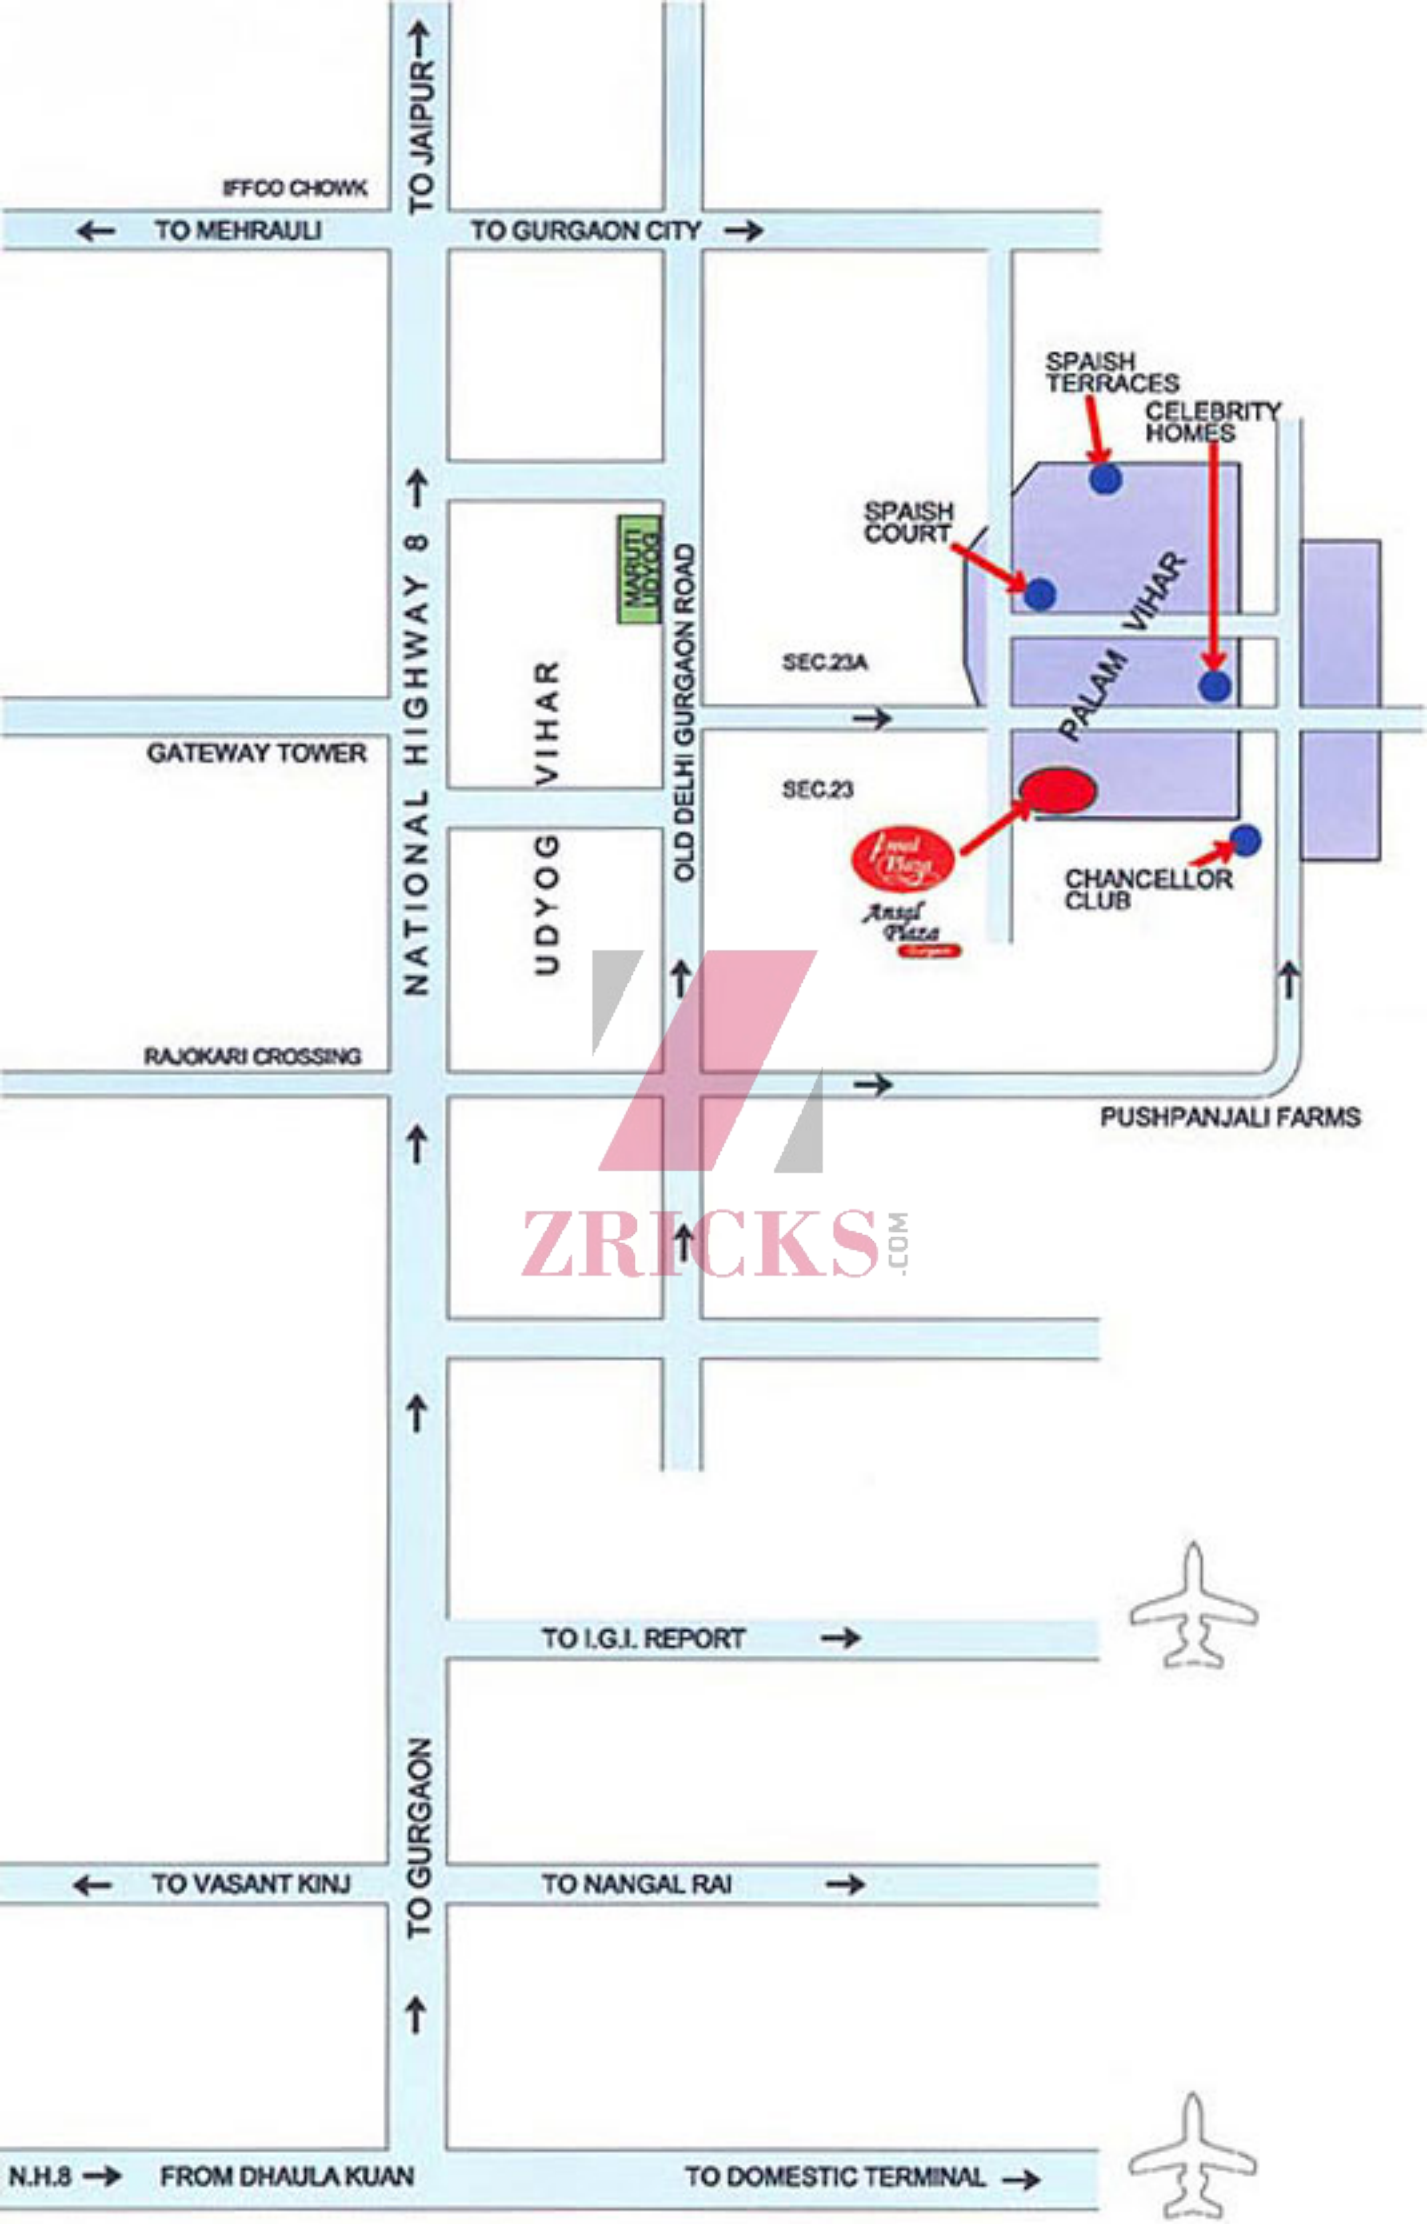 TO JAIPUR
IFFCO CHOWK
TO MEHRAULI
TO GURGAON CITY
SPAISH
TERRACES
CELEBRITY
HOMES
SPAISH
COURT
MARUTI
UDYOG
NATIONAL HIGHWAY 8
UDYOG VIHAR
OLD DELHI GURGAON ROAD
PALAM VIHAR
SEC.23A
GATEWAY TOWER
SEC.23
Ansal
Plaza
CHANCELLOR
CLUB
Ansal
Plaza
Gurgaon
RAJOKARI CROSSING
PUSHPANJALI FARMS
ZRICKS
.COM
TO I.G.I. REPORT
TO GURGAON
TO VASANT KINJ
TO NANGAL RAI
N.H.8
FROM DHAULA KUAN
TO DOMESTIC TERMINAL